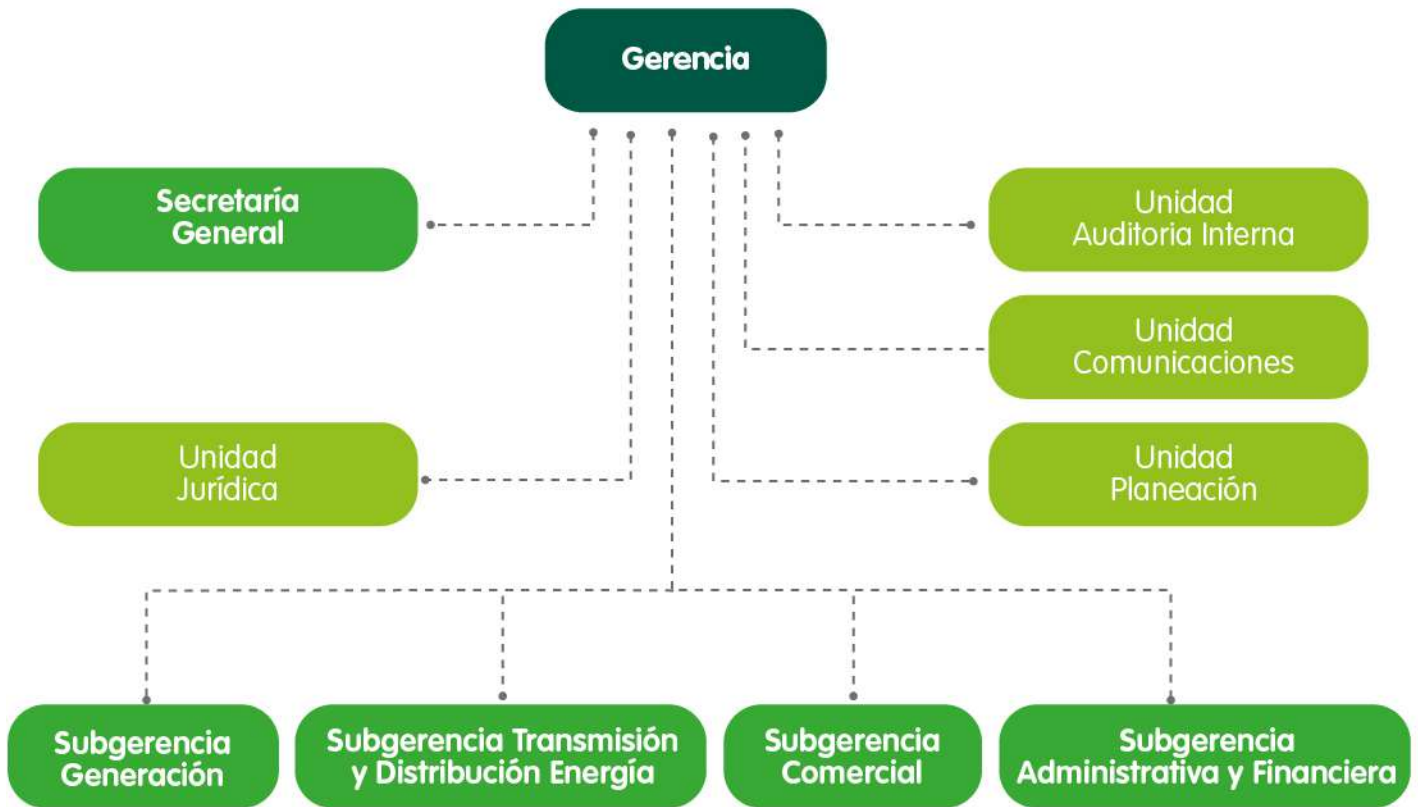 Gerencia
Secretaría
General
Unidad
Auditoria Interna
Unidad
Comunicaciones
Unidad
Jurídica
Unidad
Planeación
Subgerencia
Generación
Subgerencia Transmisión
y Distribución Energía
Subgerencia
Comercial
Subgerencia
Administrativa y Financiera